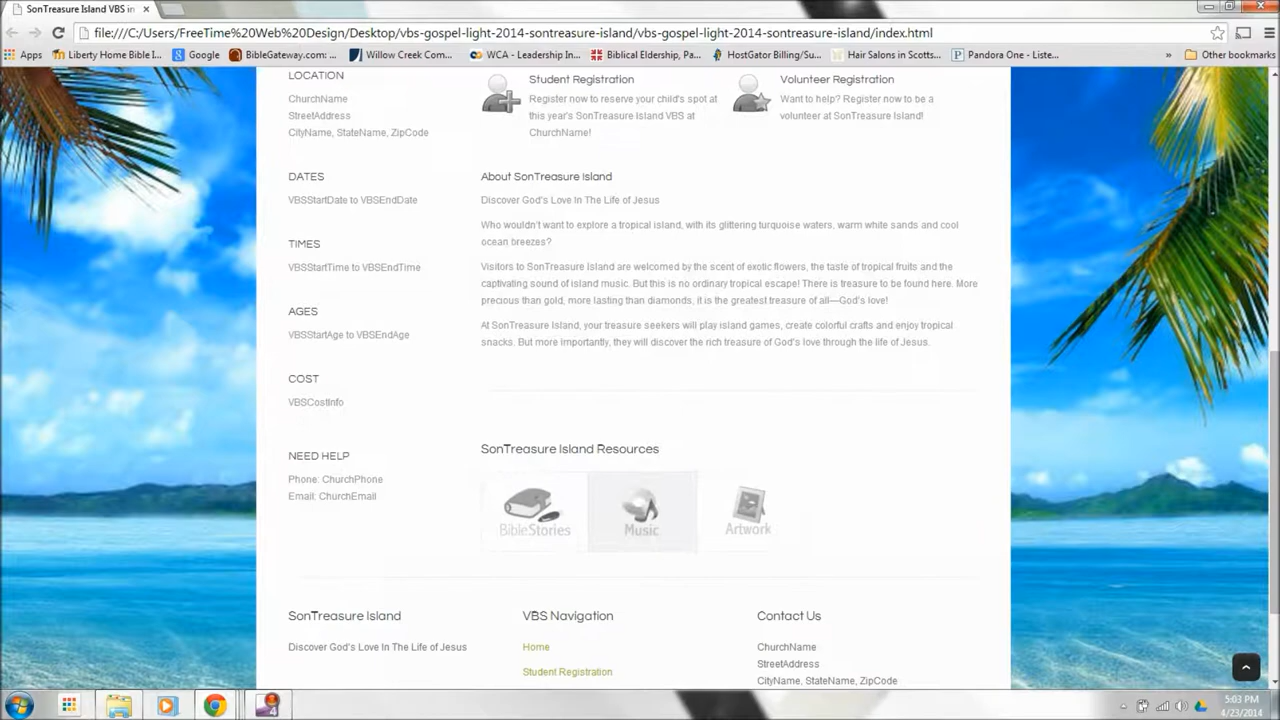 SonTreasure Island VBS in
file:///C:/Users/FreeTime%20Web%20Design/Desktop/vbs-gospel-light-2014-sontreasure-island/vbs-gospel-light-2014-sontreasure-island/index.html
Apps Liberty Home Bible I... Google BibleGateway.com: ... Willow Creek Com... WCA - Leadership In... Biblical Eldership, Pa... HostGator Billing/Su... Hair Salons in Scotts... Pandora One - Liste... » Other bookmarks
LOCATION
ChurchName
StreetAddress
CityName, StateName, ZipCode
Student Registration
Register now to reserve your child's spot at
this year's SonTreasure Island VBS at
ChurchName!
Volunteer Registration
Want to help? Register now to be a
volunteer at SonTreasure Island!
DATES
VBSStartDate to VBSEndDate
TIMES
VBSStartTime to VBSEndTime
AGES
VBSStartAge to VBSEndAge
COST
VBSCostInfo
NEED HELP
Phone: ChurchPhone
Email: ChurchEmail
About SonTreasure Island
Discover God's Love In The Life of Jesus
Who wouldn't want to explore a tropical island, with its glittering turquoise waters, warm white sands and cool
ocean breezes?
Visitors to SonTreasure Island are welcomed by the scent of exotic flowers, the taste of tropical fruits and the
captivating sound of island music. But this is no ordinary tropical escape! There is treasure to be found here. More
precious than gold, more lasting than diamonds, it is the greatest treasure of all—God's love!
At SonTreasure Island, your treasure seekers will play island games, create colorful crafts and enjoy tropical
snacks. But more importantly, they will discover the rich treasure of God's love through the life of Jesus.
SonTreasure Island Resources
BibleStories Music Artwork
SonTreasure Island
Discover God's Love In The Life of Jesus
VBS Navigation
Home
Student Registration
Contact Us
ChurchName
StreetAddress
CityName, StateName, ZipCode
5:03 PM
4/23/2014